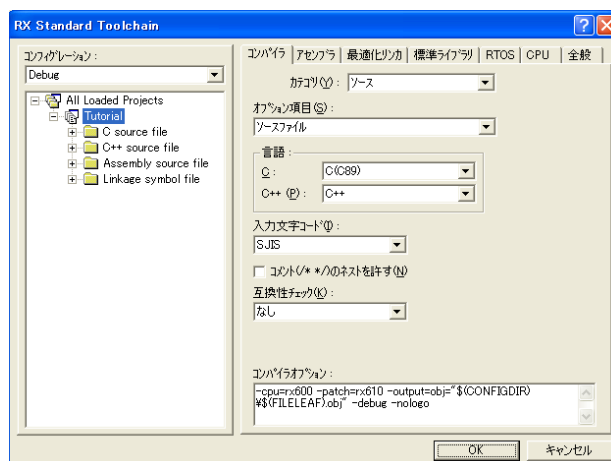 RX Standard Toolchain
コンフィグレーション :
Debug
All Loaded Projects
Tutorial
C source file
C++ source file
Assembly source file
Linkage symbol file
コンパイラ アセンブラ 最適化リンカ 標準ライブラリ RTOS CPU 全般
カテゴリ(Y) : ソース
オプション項目(S) :
ソースファイル
言語 :
C : C(C89)
C++ (P) : C++
入力文字コード(I) :
SJIS
コメント(/* */)のネストを許す(N)
互換性チェック(K) :
なし
コンパイラオプション :
-cpu=rx600 -patch=rx610 -output=obj="$(CONFIGDIR)
¥$(FILELEAF).obj" -debug -nologo
OK キャンセル